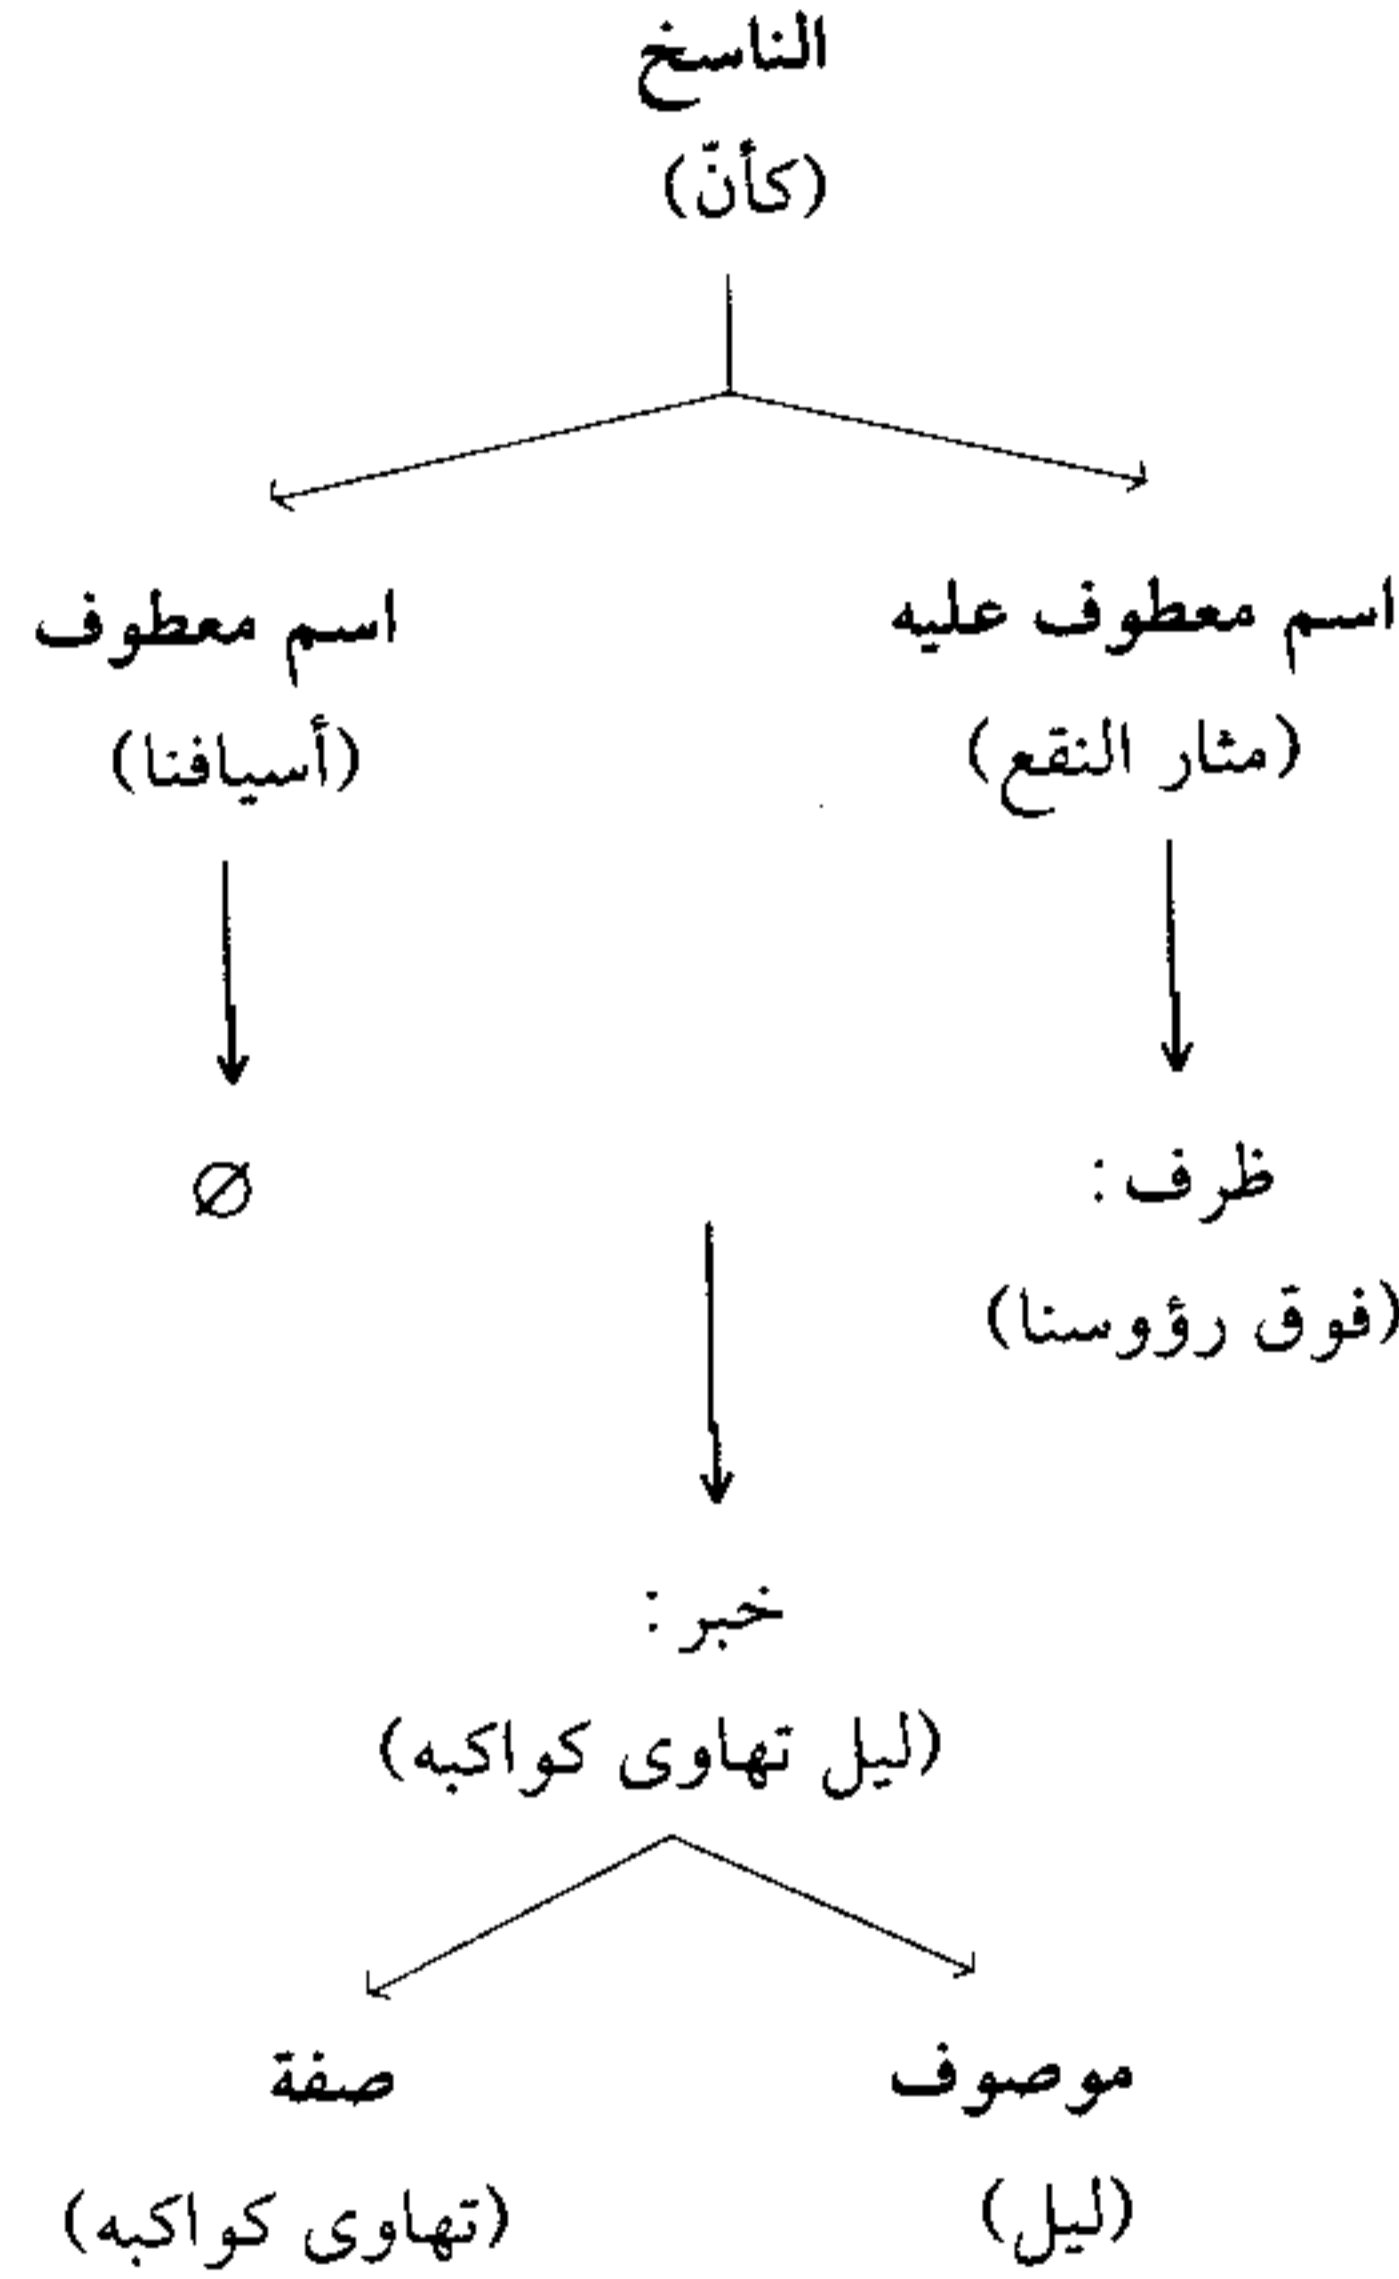 الناسخ
(كأنّ)
اسم معطوف عليه
اسم معطوف
(مثار النقع)
(أسيافنا)
ظرف :
∅
(فوق رؤوسنا)
خبر :
(ليل تهاوى كواكبه)
موصوف
صفة
(ليل)
(تهاوى كواكبه)